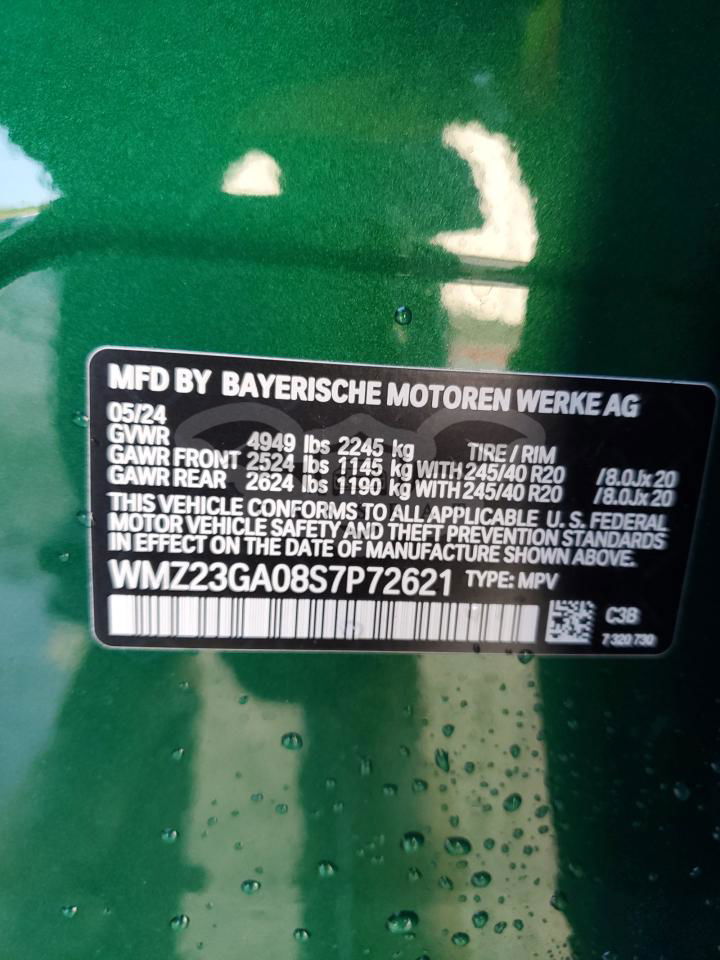 MFD BY BAYERISCHE MOTOREN WERKE AG
05/24
GVWR 4949 lbs 2245 kg TIRE / RIM
GAWR FRONT 2524 lbs 1145 kg WITH 245/40 R20 /8.0Jx20
GAWR REAR 2624 lbs 1190 kg WITH 245/40 R20 /8.0Jx20
THIS VEHICLE CONFORMS TO ALL APPLICABLE U. S. FEDERAL
MOTOR VEHICLE SAFETY AND THEFT PREVENTION STANDARDS
IN EFFECT ON THE DATE OF MANUFACTURE SHOWN ABOVE.
WMZ23GA08S7P72621 TYPE: MPV
C3B
7 320 730